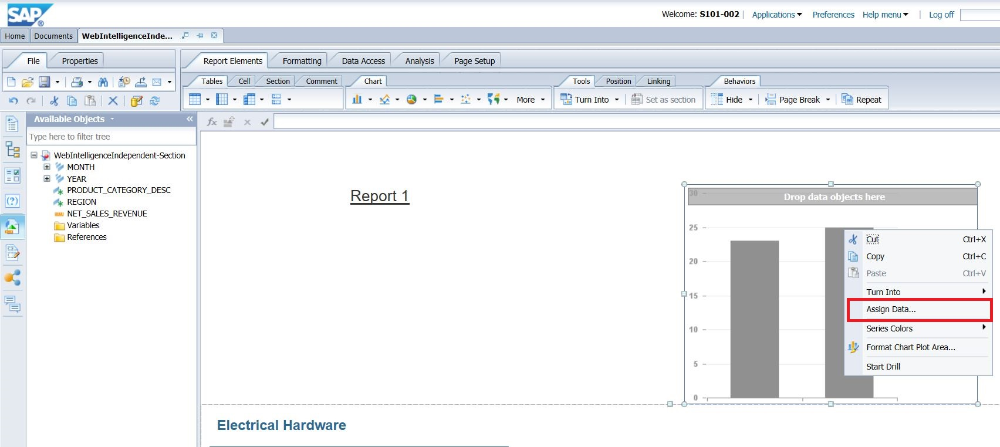 SAP®
Welcome: S101-002 | Applications Preferences Help menu | Log off
Home Documents WebIntelligenceInde...
File Properties
Report Elements Formatting Data Access Analysis Page Setup
Tables Cell Section Comment Chart Tools Position Linking Behaviors
More Turn Into Set as section Hide Page Break Repeat
Available Objects «
fx
Type here to filter tree
WebIntelligenceIndependent-Section
MONTH
YEAR
PRODUCT_CATEGORY_DESC
REGION
NET_SALES_REVENUE
Variables
References
Report 1
Drop data objects here
30
25
20
15
10
5
0
Cut Ctrl+X
Copy Ctrl+C
Paste Ctrl+V
Turn Into
Assign Data...
Series Colors
Format Chart Plot Area...
Start Drill
Electrical Hardware